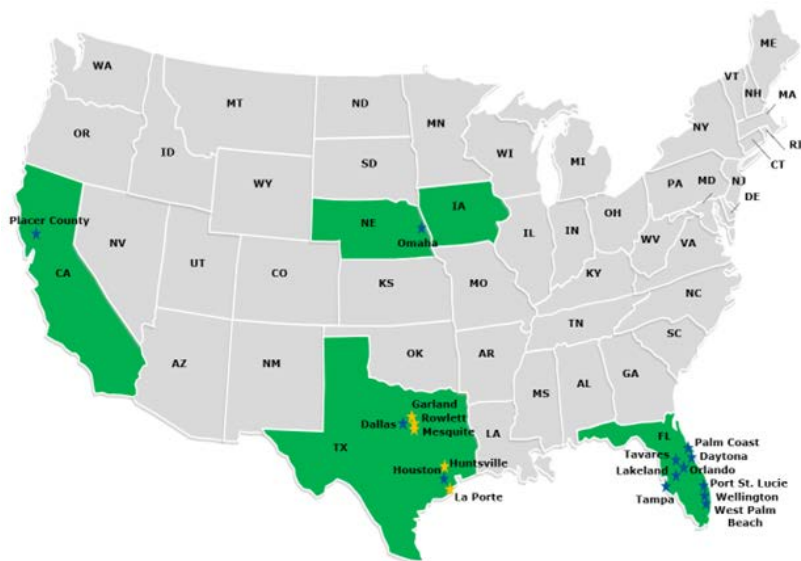 ME
WA
VT
NH
MA
MT
ND
MN
OR
NY
RI
ID
SD
WI
MI
CT
WY
PA
MD
NJ
DE
Placer County
IA
NE
OH
NV
Omaha
IL
IN
WV
VA
UT
CO
CA
KS
MO
KY
NC
TN
OK
AR
SC
AZ
NM
MS
AL
GA
Garland
Dallas
Rowlett
Mesquite
LA
TX
FL
Palm Coast
Tavares
Daytona
Huntsville
Lakeland
Orlando
Houston
Port St. Lucie
La Porte
Tampa
Wellington
West Palm
Beach